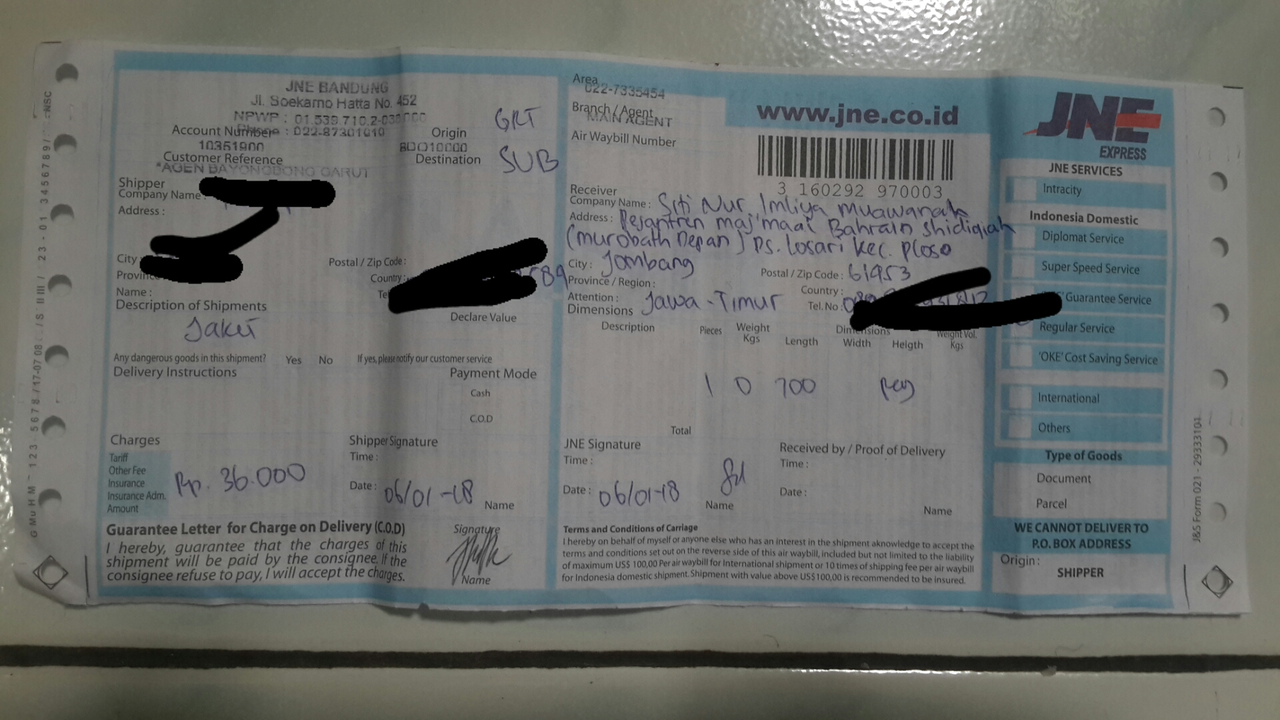 JNE BANDUNG
Jl. Soekarno Hatta No. 452
NPWP : 01.539.710.2-038.000
Account Number Phone : 022-87301010
10351900
Origin GRT
BDO10000
Customer Reference
Destination SUB
*AGEN BAYONGBONG GARUT
Shipper
Company Name
Address :
City
Postal / Zip Code :
Country :
Name :
Description of Shipments
Jaket
Declare Value
Any dangerous goods in this shipment? Yes No If yes, please notify our customer service
Delivery Instructions
Payment Mode
Cash
C.O.D
Charges
Tariff
Other Fee
Insurance
Insurance Adm.
Amount
Rp. 36.000
Shipper Signature
Time :
Date : 06/01-18
Name
Guarantee Letter for Charge on Delivery (C.O.D)
I hereby, guarantee that the charges of this
shipment will be paid by the consignee. If the
consignee refuse to pay, I will accept the charges.
Signature
Name
Area
022-7335454
Branch / Agent
MAIN AGENT
Air Waybill Number
www.jne.co.id
3 160292 970003
Receiver
Company Name : Siti Nur Imliya muawanah
Address : Pesantren maj'maal Bahrain shidiqiah
(murobath Depan) Ds. losari kec. Ploso
City : Jombang
Postal / Zip Code : 61953
Province / Region :
Country :
Attention : Jawa - Timur
Tel. No :
Dimensions
Description Pieces Weight Kgs Length Dimensions Width Heigth Weight Vol. Kgs
1 0 700 reg
Total
JNE Signature
Time :
Date : 06/01-18
Name
Received by / Proof of Delivery
Time :
Date :
Name
Terms and Conditions of Carriage
I hereby on behalf of myself or anyone else who has an interest in the shipment aknowledge to accept the
terms and conditions set out on the reverse side of this air waybill, included but not limited to the liability
of maximum US$ 100,00 Per air waybill for International shipment or 10 times of shipping fee per air waybill
for Indonesia domestic shipment. Shipment with value above US$100,00 is recommended to be insured.
JNE
EXPRESS
JNE SERVICES
Intracity
Indonesia Domestic
Diplomat Service
Super Speed Service
Guarantee Service
Regular Service
'OKE' Cost Saving Service
International
Others
Type of Goods
Document
Parcel
WE CANNOT DELIVER TO
P.O. BOX ADDRESS
Origin :
SHIPPER